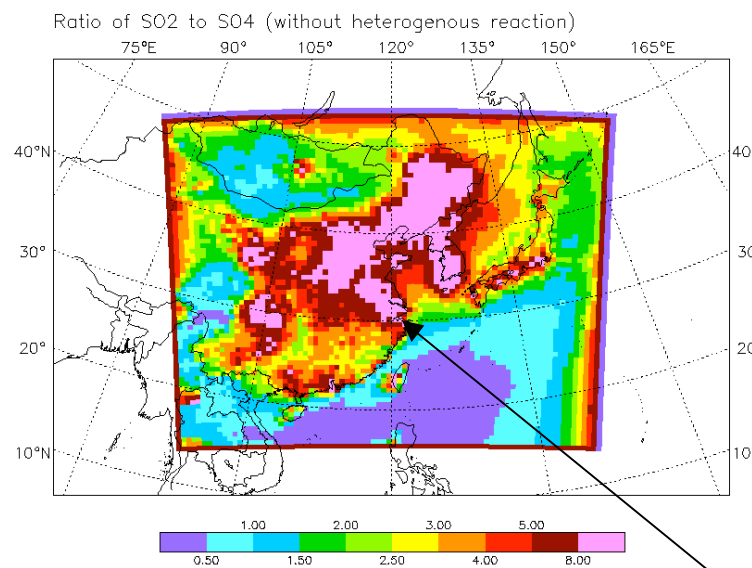 Ratio of SO2 to SO4 (without heterogenous reaction)
75°E 90° 105° 120° 135° 150° 165°E
40°N 40°
30° 30°
20° 20°
10°N 10°
1.00 2.00 3.00 5.00
0.50 1.50 2.50 4.00 8.00